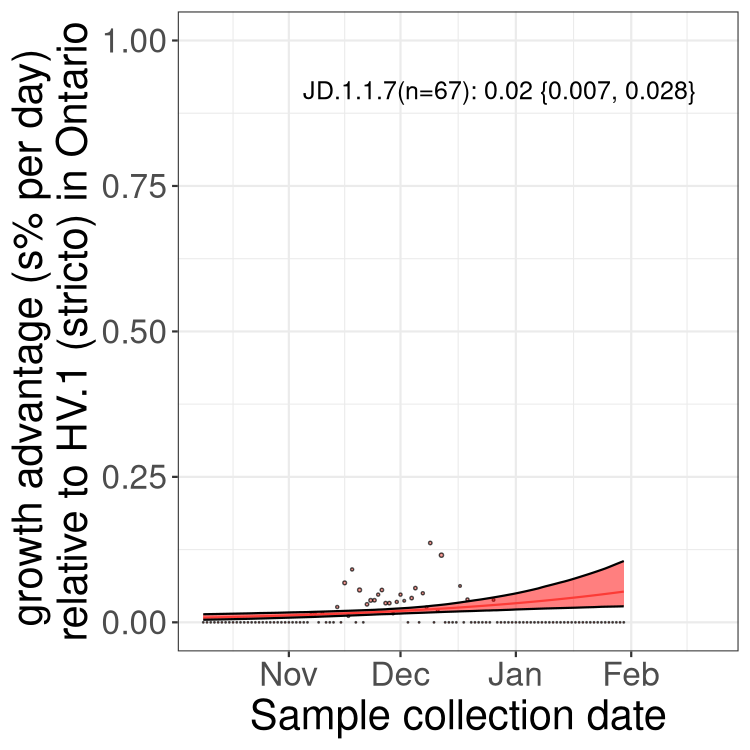 growth advantage (s% per day)
relative to HV.1 (stricto) in Ontario
1.00
JD.1.1.7(n=67): 0.02 {0.007, 0.028}
0.75
0.50
0.25
0.00
Nov Dec Jan Feb
Sample collection date